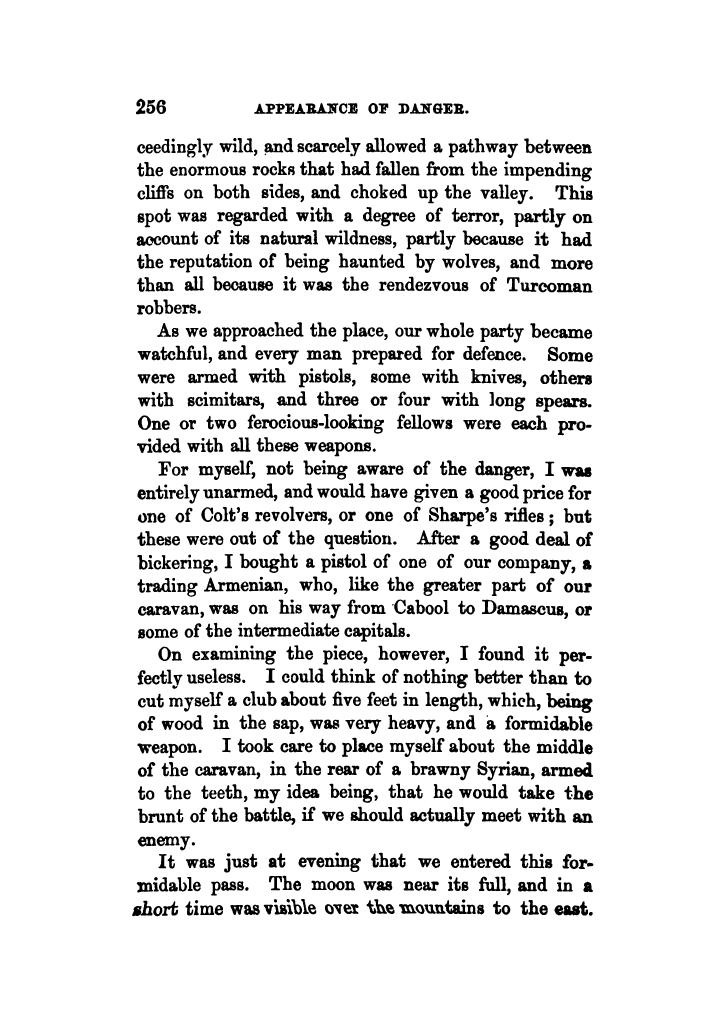 256 APPEARANCE OF DANGER.
ceedingly wild, and scarcely allowed a pathway between
the enormous rocks that had fallen from the impending
cliffs on both sides, and choked up the valley. This
spot was regarded with a degree of terror, partly on
account of its natural wildness, partly because it had
the reputation of being haunted by wolves, and more
than all because it was the rendezvous of Turcoman
robbers.
As we approached the place, our whole party became
watchful, and every man prepared for defence. Some
were armed with pistols, some with knives, others
with scimitars, and three or four with long spears.
One or two ferocious-looking fellows were each pro-
vided with all these weapons.
For myself, not being aware of the danger, I was
entirely unarmed, and would have given a good price for
one of Colt's revolvers, or one of Sharpe's rifles; but
these were out of the question. After a good deal of
bickering, I bought a pistol of one of our company, a
trading Armenian, who, like the greater part of our
caravan, was on his way from Cabool to Damascus, or
some of the intermediate capitals.
On examining the piece, however, I found it per-
fectly useless. I could think of nothing better than to
cut myself a club about five feet in length, which, being
of wood in the sap, was very heavy, and a formidable
weapon. I took care to place myself about the middle
of the caravan, in the rear of a brawny Syrian, armed
to the teeth, my idea being, that he would take the
brunt of the battle, if we should actually meet with an
enemy.
It was just at evening that we entered this for-
midable pass. The moon was near its full, and in a
short time was visible over the mountains to the east.